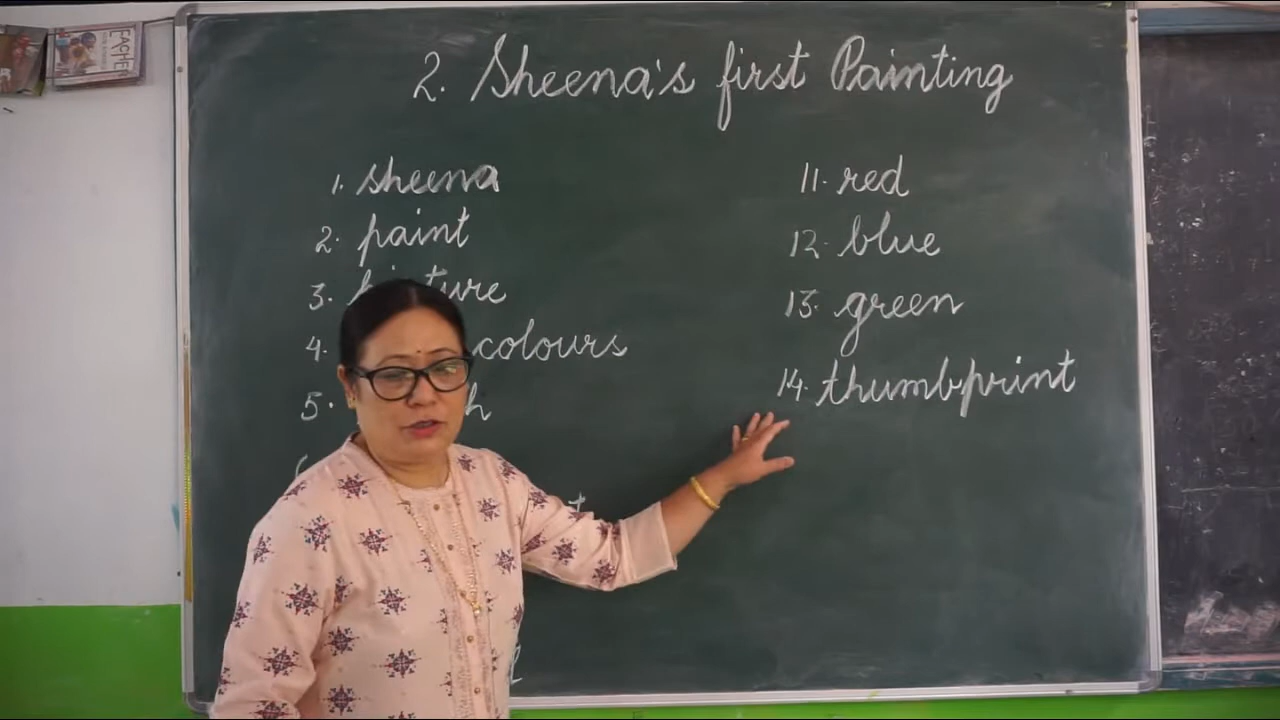 2. Sheena's first Painting
1. sheena
2. paint
3.
4. colours
5.
11. red
12. blue
13. green
14. thumbprint